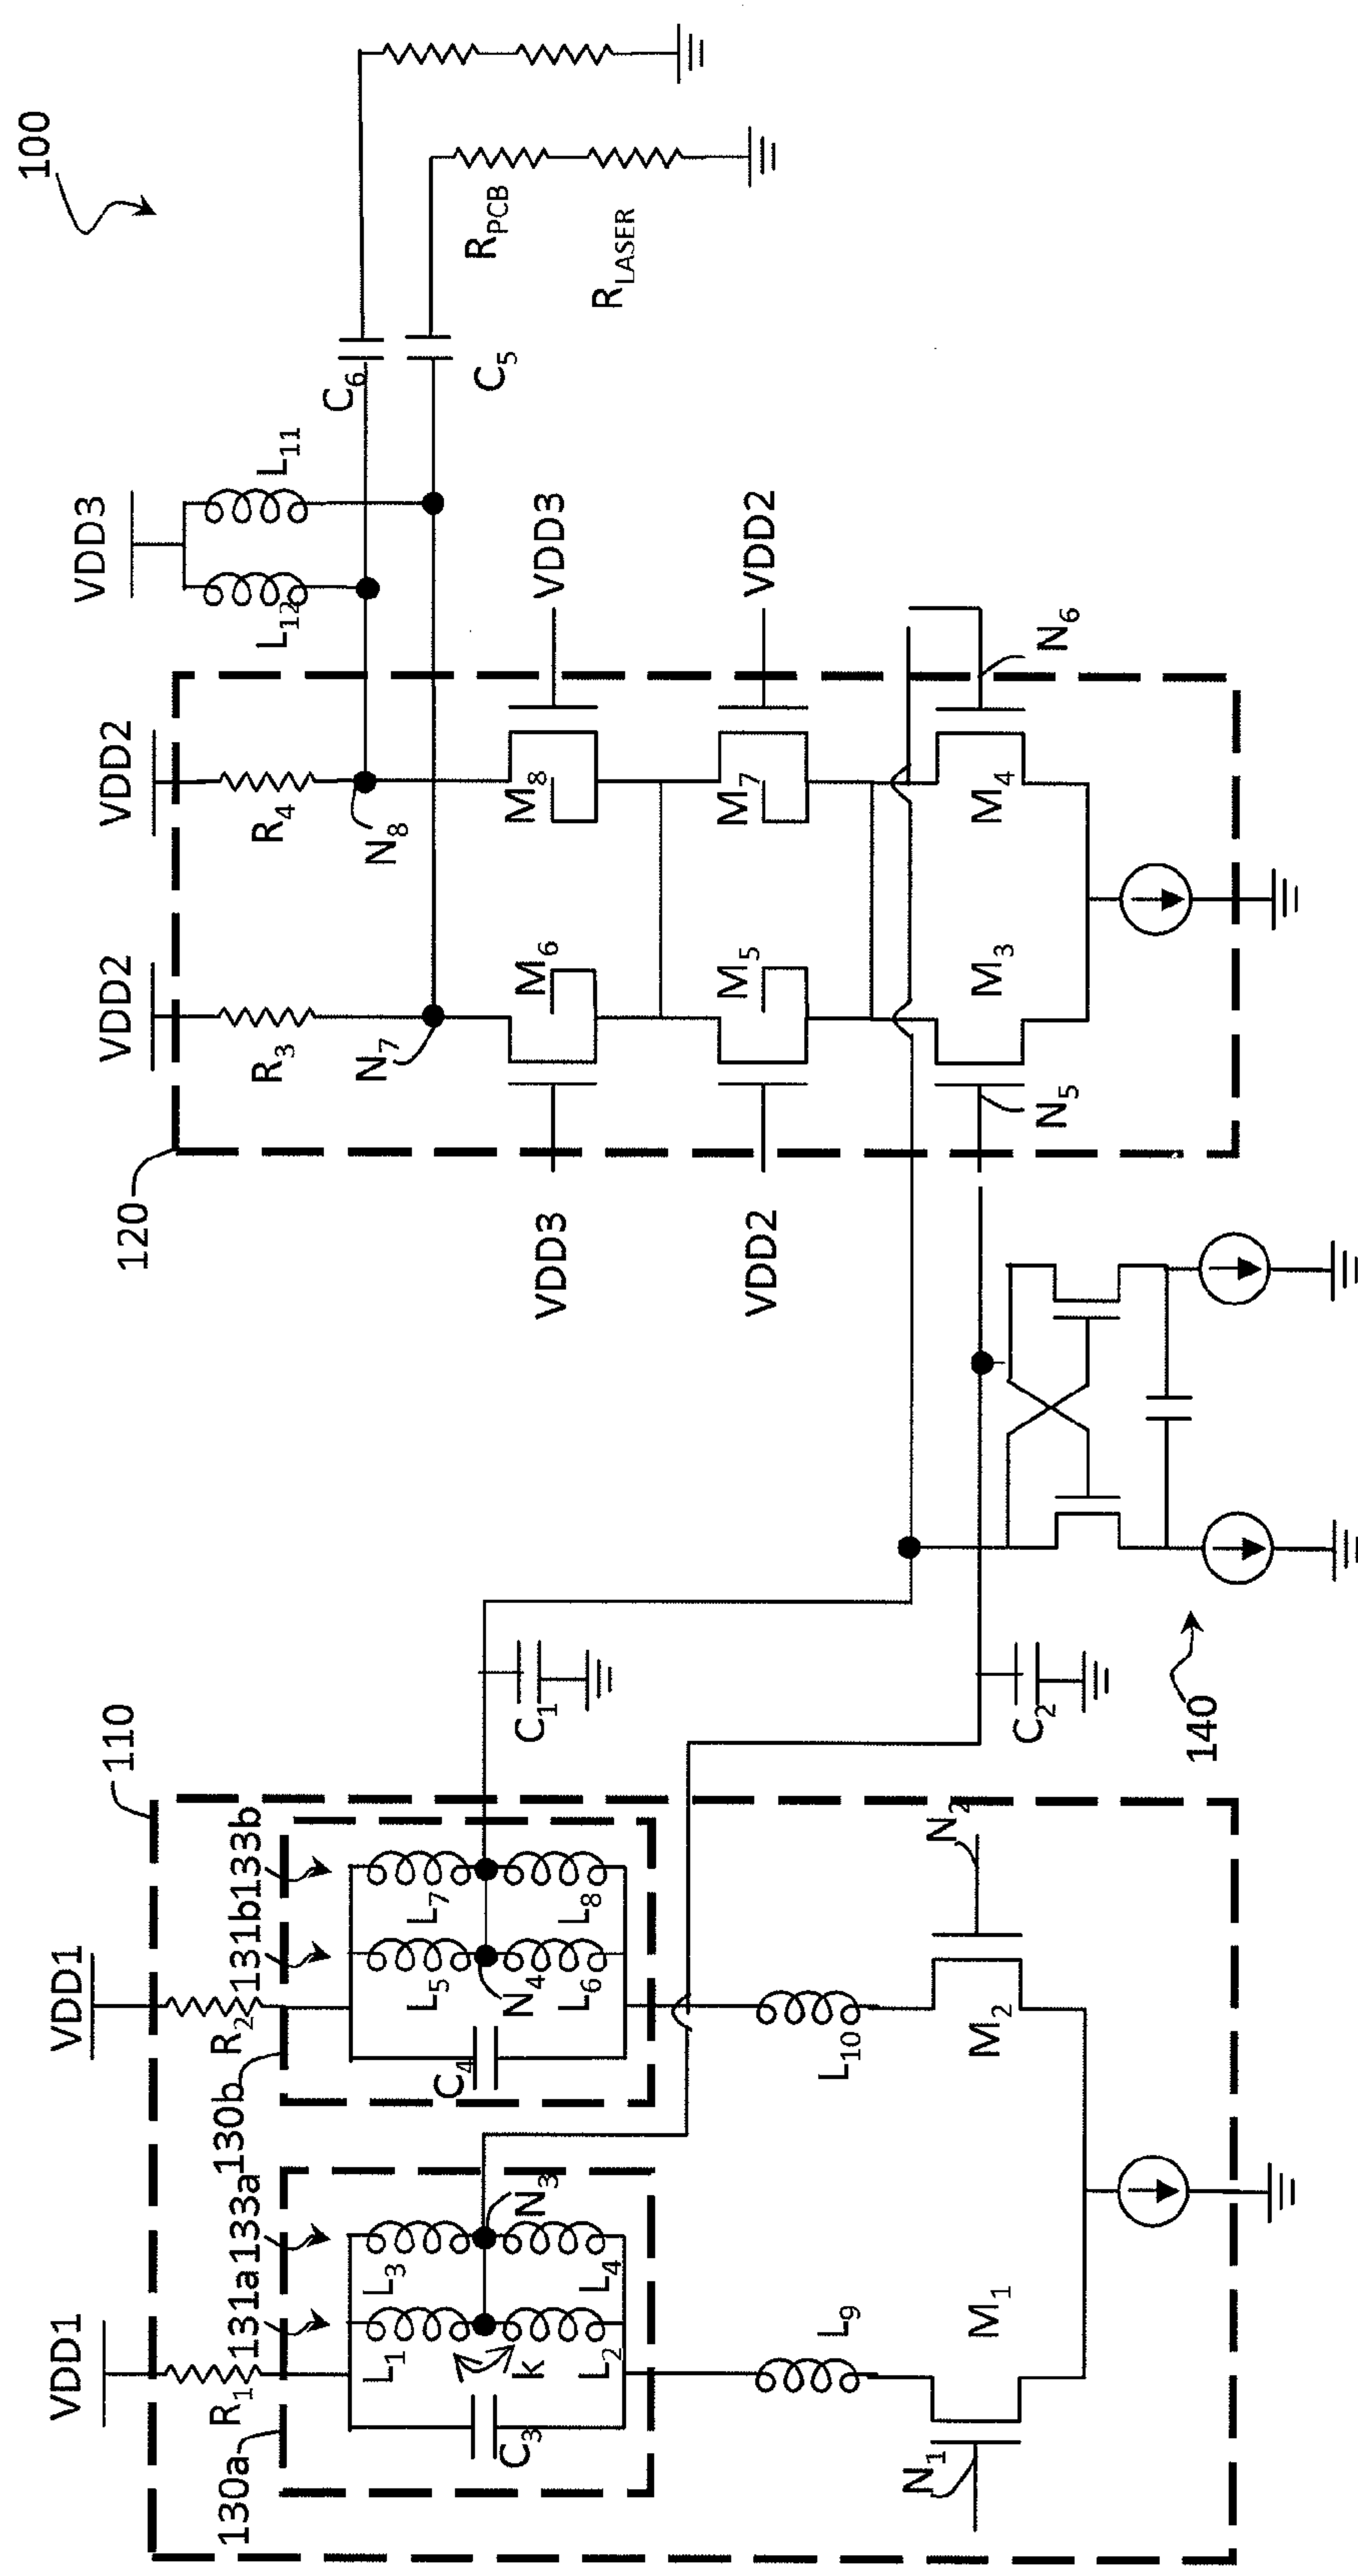 100
VDD3
L12
L11
C6
C5
RPCB
RLASER
VDD2
VDD2
R3
R4
N7
N8
M6
M8
VDD3
VDD3
M5
M7
VDD2
VDD2
M3
M4
N5
N6
120
110
VDD1
VDD1
R1
R2
130a
131a
133a
130b
131b
133b
L1
L3
L5
L7
N3
N4
k
C3
C4
L2
L4
L6
L8
L9
L10
M1
M2
N1
N2
C1
C2
140